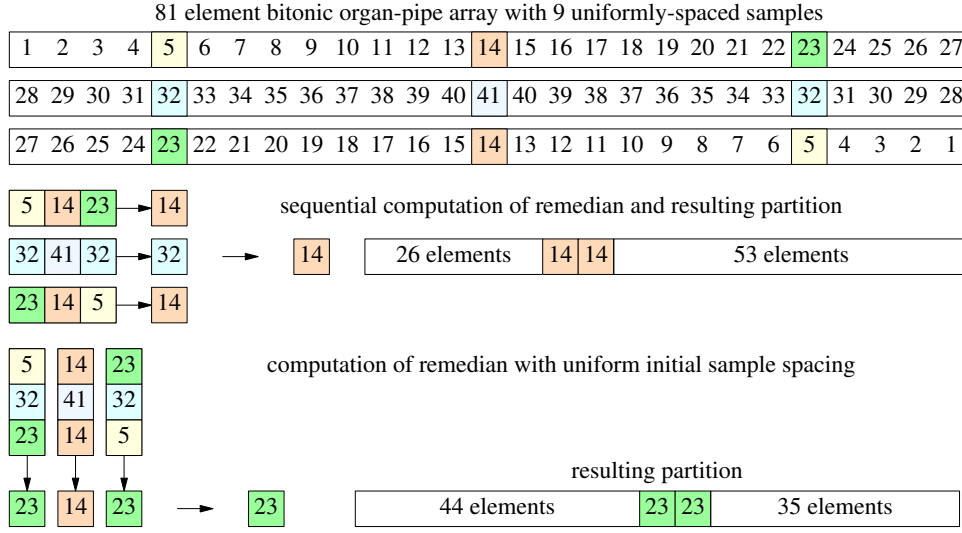 81 element bitonic organ-pipe array with 9 uniformly-spaced samples
1 2 3 4 5 6 7 8 9 10 11 12 13 14 15 16 17 18 19 20 21 22 23 24 25 26 27
28 29 30 31 32 33 34 35 36 37 38 39 40 41 40 39 38 37 36 35 34 33 32 31 30 29 28
27 26 25 24 23 22 21 20 19 18 17 16 15 14 13 12 11 10 9 8 7 6 5 4 3 2 1
5 14 23 14 sequential computation of remedian and resulting partition
32 41 32 32 14 26 elements 14 14 53 elements
23 14 5 14
5 14 23 computation of remedian with uniform initial sample spacing
32 41 32
23 14 5
resulting partition
23 14 23 23 44 elements 23 23 35 elements